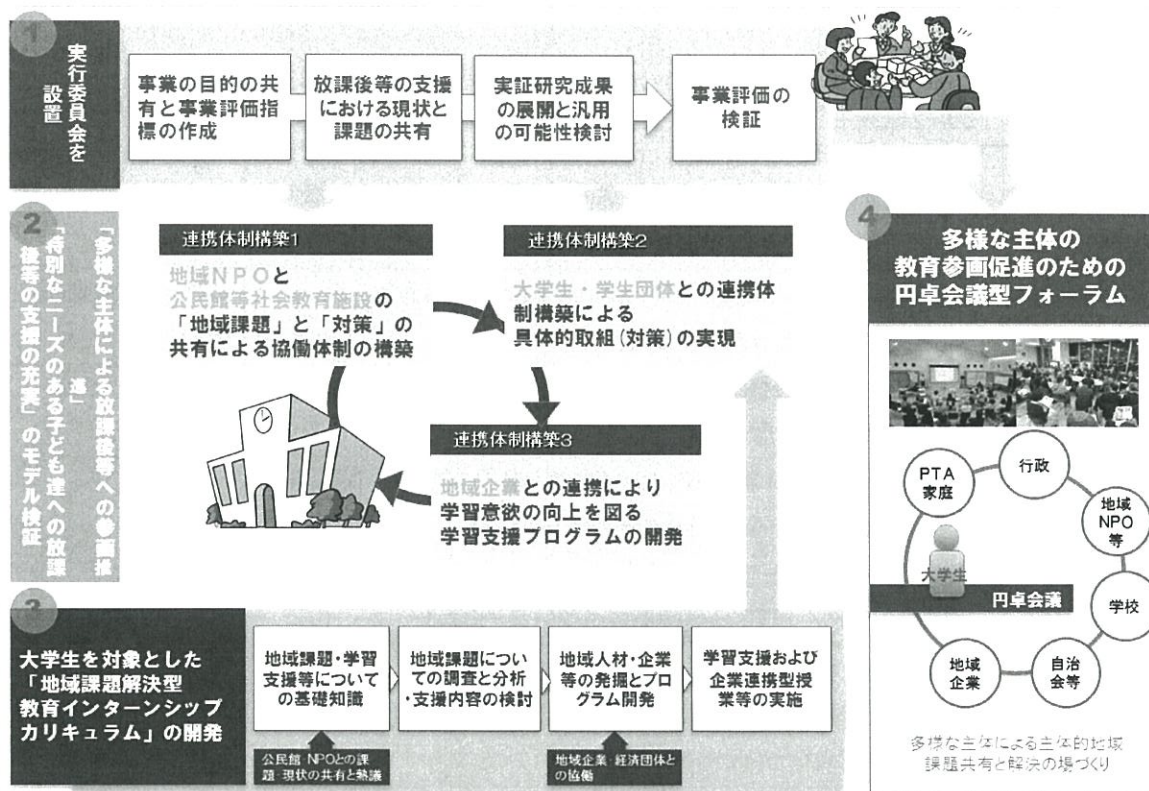 1
実行委員会を
設置
事業の目的の共
有と事業評価指
標の作成
放課後等の支援
における現状と
課題の共有
実証研究成果
の展開と汎用
の可能性検討
事業評価の
検証
2
「多様な主体による放課後等への参画推
進」
「特別なニーズのある子ども達への放課
後等の支援の充実」のモデル検証
連携体制構築1
地域NPOと
公民館等社会教育施設の
「地域課題」と「対策」の
共有による協働体制の構築
連携体制構築2
大学生・学生団体との連携体
制構築による
具体的取組(対策)の実現
連携体制構築3
地域企業との連携により
学習意欲の向上を図る
学習支援プログラムの開発
3
大学生を対象とした
「地域課題解決型
教育インターンシップ
カリキュラム」の開発
地域課題・学習
支援等について
の基礎知識
地域課題につい
ての調査と分析
・支援内容の検討
地域人材・企業
等の発掘とプロ
グラム開発
学習支援および
企業連携型授
業等の実施
公民館・NPOとの課
題・現状の共有と熟議
地域企業・経済団体と
の協働
4
多様な主体の
教育参画促進のための
円卓会議型フォーラム
PTA
家庭
行政
地域
NPO
等
学校
自治
会等
地域
企業
大学生
円卓会議
多様な主体による主体的地域
課題共有と解決の場づくり